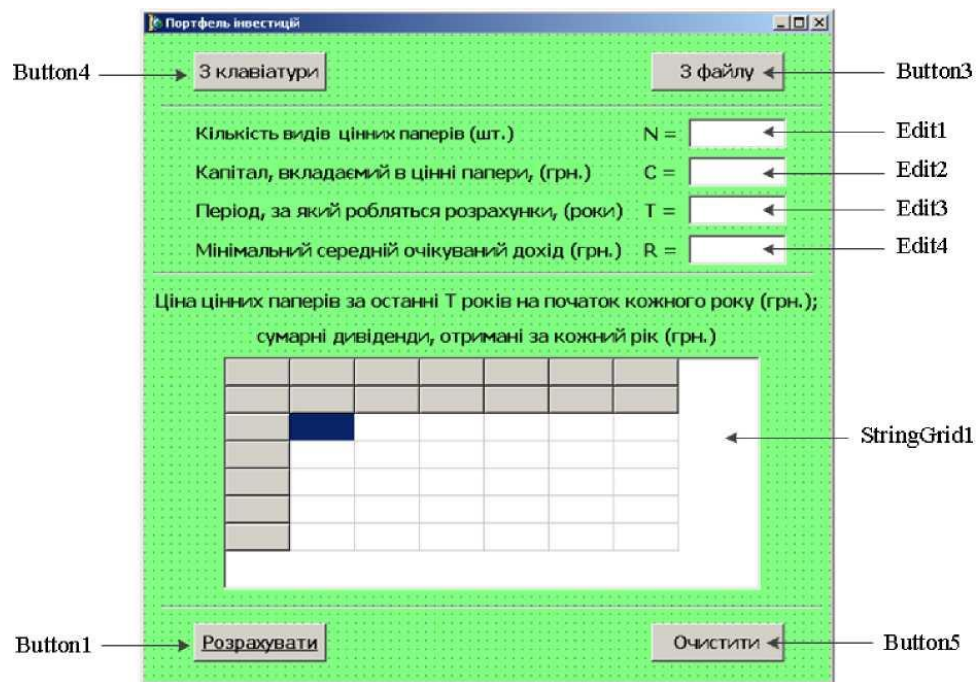 Портфель інвестицій
Button4 З клавіатури З файлу Button3
Кількість видів цінних паперів (шт.) N = Edit1
Капітал, вкладаємий в цінні папери, (грн.) C = Edit2
Період, за який робляться розрахунки, (роки) T = Edit3
Мінімальний середній очікуваний дохід (грн.) R = Edit4
Ціна цінних паперів за останні Т років на початок кожного року (грн.);
сумарні дивіденди, отримані за кожний рік (грн.)
StringGrid1
Button1 Розрахувати Очистити Button5